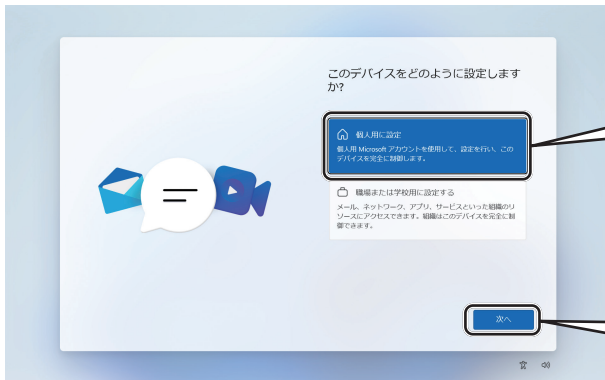 このデバイスをどのように設定します
か?
個人用に設定
個人用 Microsoft アカウントを使用して、設定を行い、この
デバイスを完全に制御します。
職場または学校用に設定する
メール、ネットワーク、アプリ、サービスといった組織のリ
ソースにアクセスできます。組織はこのデバイスを完全に制
御できます。
次へ